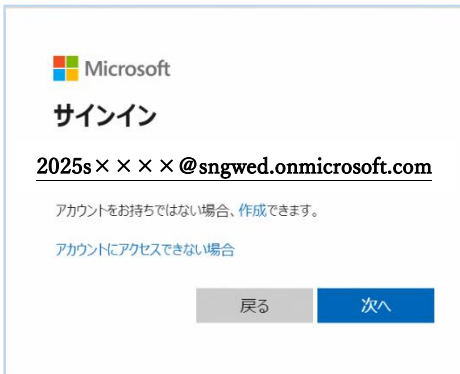 Microsoft
サインイン
2025s××××@sngwed.onmicrosoft.com
アカウントをお持ちではない場合、作成できます。
アカウントにアクセスできない場合
戻る
次へ